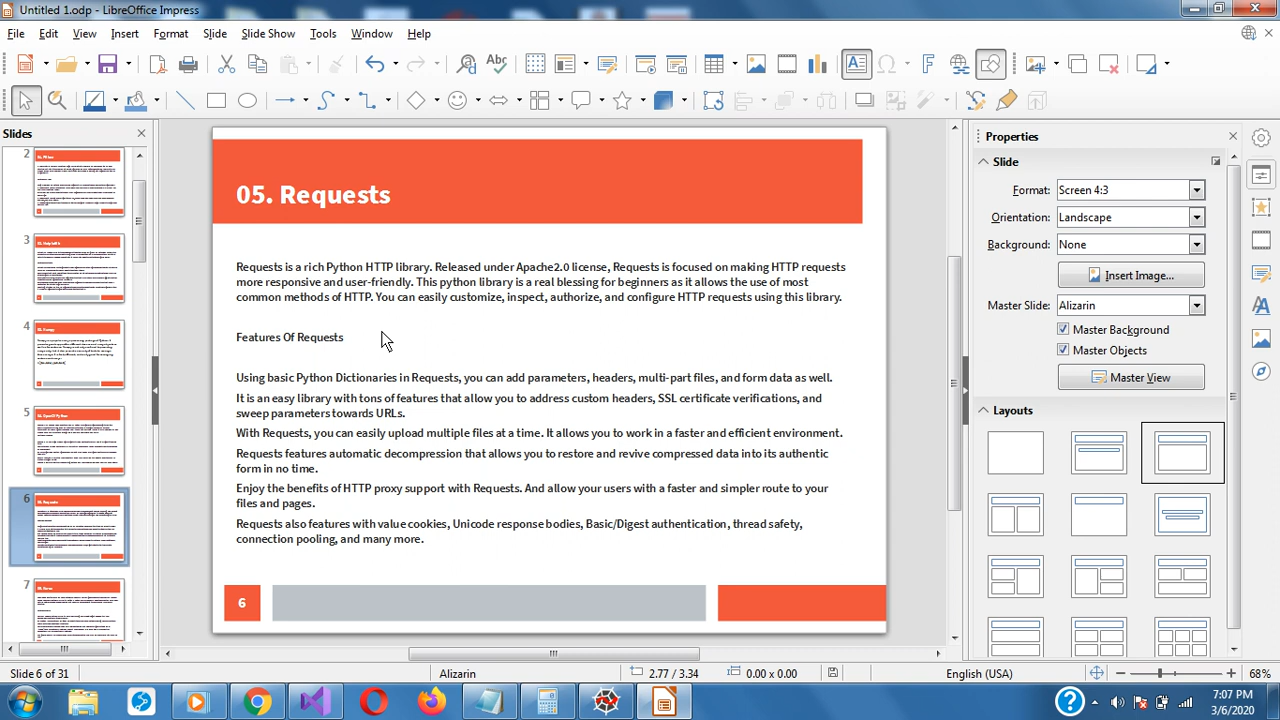 Untitled 1.odp - LibreOffice Impress
File Edit View Insert Format Slide Slide Show Tools Window Help
Slides
2
3
4
5
6
7
05. Requests
Requests is a rich Python HTTP library. Released under Apache2.0 license, Requests is focused on making HTTP requests
more responsive and user-friendly. This python library is a real blessing for beginners as it allows the use of most
common methods of HTTP. You can easily customize, inspect, authorize, and configure HTTP requests using this library.
Features Of Requests
Using basic Python Dictionaries in Requests, you can add parameters, headers, multi-part files, and form data as well.
It is an easy library with tons of features that allow you to address custom headers, SSL certificate verifications, and
sweep parameters towards URLs.
With Requests, you can easily upload multiple files at a time. It allows you to work in a faster and efficient environment.
Requests features automatic decompression that allows you to restore and revive compressed data into its authentic
form in no time.
Enjoy the benefits of HTTP proxy support with Requests. And allow your users with a faster and simpler route to your
files and pages.
Requests also features with value cookies, Unicode response bodies, Basic/Digest authentication, thread safety,
connection pooling, and many more.
6
Properties
Slide
Format: Screen 4:3
Orientation: Landscape
Background: None
Insert Image...
Master Slide: Alizarin
Master Background
Master Objects
Master View
Layouts
Slide 6 of 31
Alizarin
2.77 / 3.34
0.00 x 0.00
English (USA)
68%
7:07 PM
3/6/2020